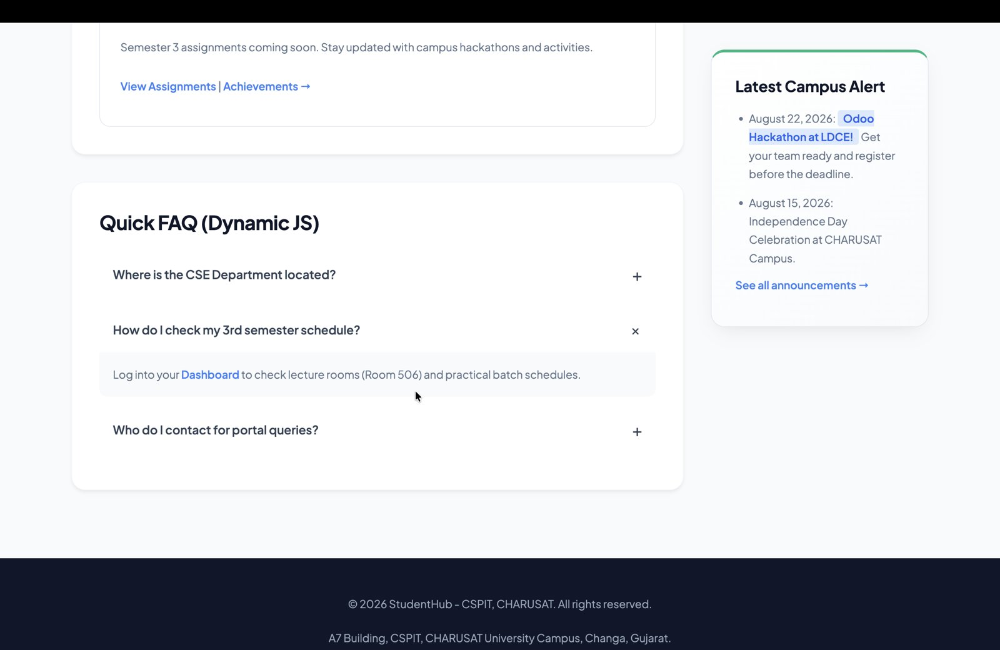 Semester 3 assignments coming soon. Stay updated with campus hackathons and activities.
View Assignments | Achievements →
Quick FAQ (Dynamic JS)
Where is the CSE Department located? +
How do I check my 3rd semester schedule? ×
Log into your Dashboard to check lecture rooms (Room 506) and practical batch schedules.
Who do I contact for portal queries? +
Latest Campus Alert
• August 22, 2026: Odoo
Hackathon at LDCE! Get
your team ready and register
before the deadline.
• August 15, 2026:
Independence Day
Celebration at CHARUSAT
Campus.
See all announcements →
© 2026 StudentHub - CSPIT, CHARUSAT. All rights reserved.
A7 Building, CSPIT, CHARUSAT University Campus, Changa, Gujarat.